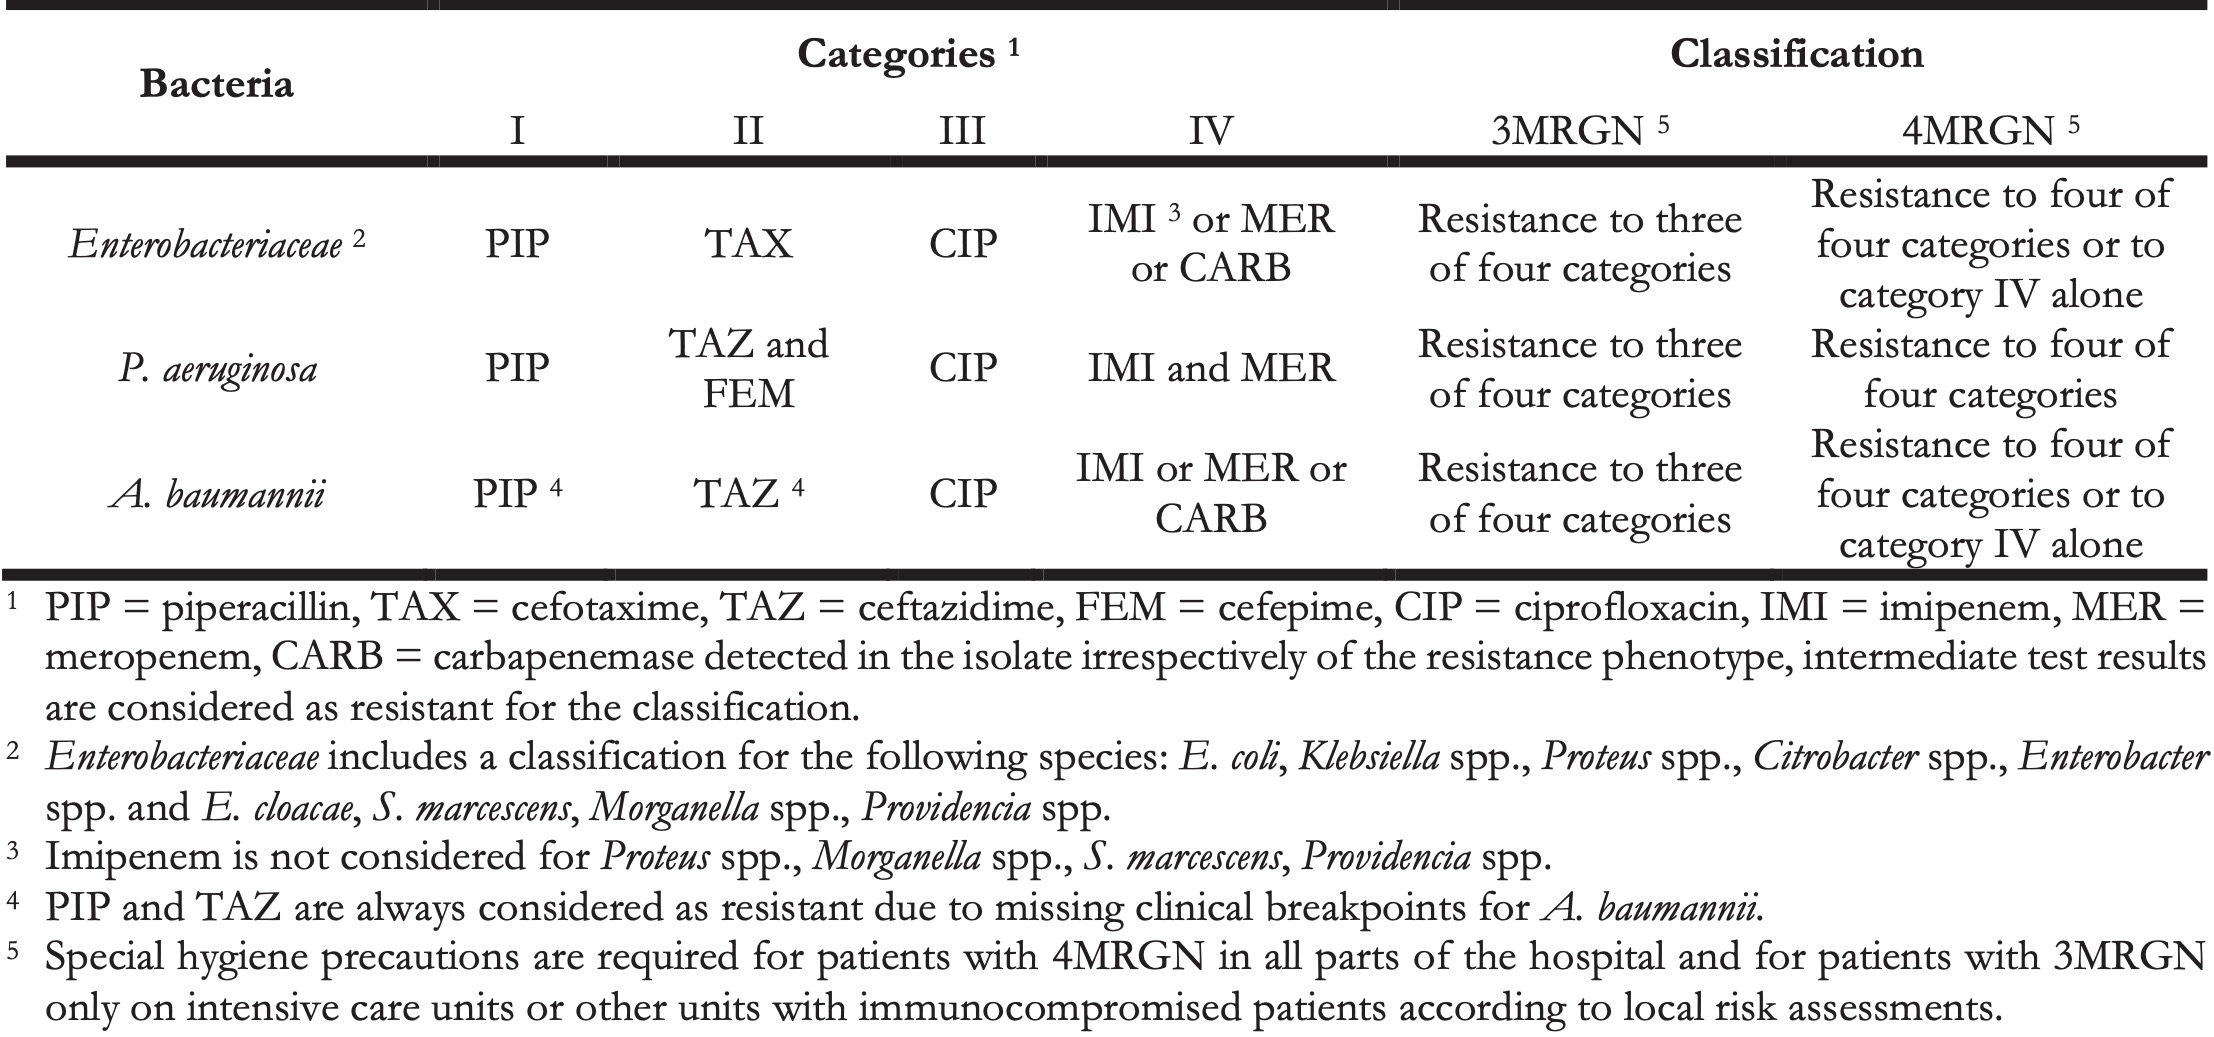 Categories ¹ Classification
Bacteria
I II III IV 3MRGN ⁵ 4MRGN ⁵
Enterobacteriaceae ² PIP TAX CIP IMI ³ or MER or CARB Resistance to three of four categories Resistance to four of four categories or to category IV alone
P. aeruginosa PIP TAZ and FEM CIP IMI and MER Resistance to three of four categories Resistance to four of four categories
A. baumannii PIP ⁴ TAZ ⁴ CIP IMI or MER or CARB Resistance to three of four categories Resistance to four of four categories or to category IV alone
¹ PIP = piperacillin, TAX = cefotaxime, TAZ = ceftazidime, FEM = cefepime, CIP = ciprofloxacin, IMI = imipenem, MER =
meropenem, CARB = carbapenemase detected in the isolate irrespectively of the resistance phenotype, intermediate test results
are considered as resistant for the classification.
² Enterobacteriaceae includes a classification for the following species: E. coli, Klebsiella spp., Proteus spp., Citrobacter spp., Enterobacter
spp. and E. cloacae, S. marcescens, Morganella spp., Providencia spp.
³ Imipenem is not considered for Proteus spp., Morganella spp., S. marcescens, Providencia spp.
⁴ PIP and TAZ are always considered as resistant due to missing clinical breakpoints for A. baumannii.
⁵ Special hygiene precautions are required for patients with 4MRGN in all parts of the hospital and for patients with 3MRGN
only on intensive care units or other units with immunocompromised patients according to local risk assessments.